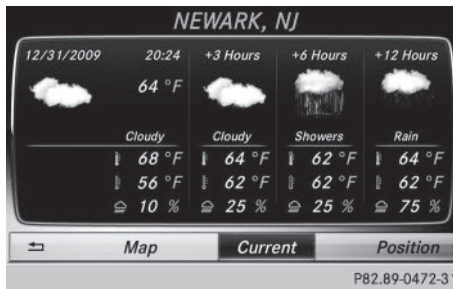 NEWARK, NJ
12/31/2009 20:24 +3 Hours +6 Hours +12 Hours
64 °F
Cloudy Cloudy Showers Rain
68 °F 64 °F 62 °F 64 °F
56 °F 62 °F 62 °F 62 °F
10 % 25 % 25 % 75 %
Map Current Position
P82.89-0472-31